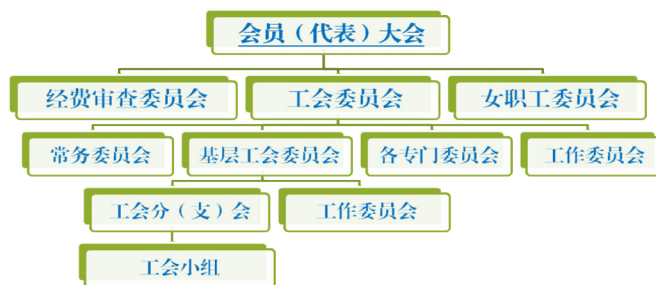 会员（代表）大会
经费审查委员会
工会委员会
女职工委员会
常务委员会
基层工会委员会
各专门委员会
工作委员会
工会分（支）会
工作委员会
工会小组